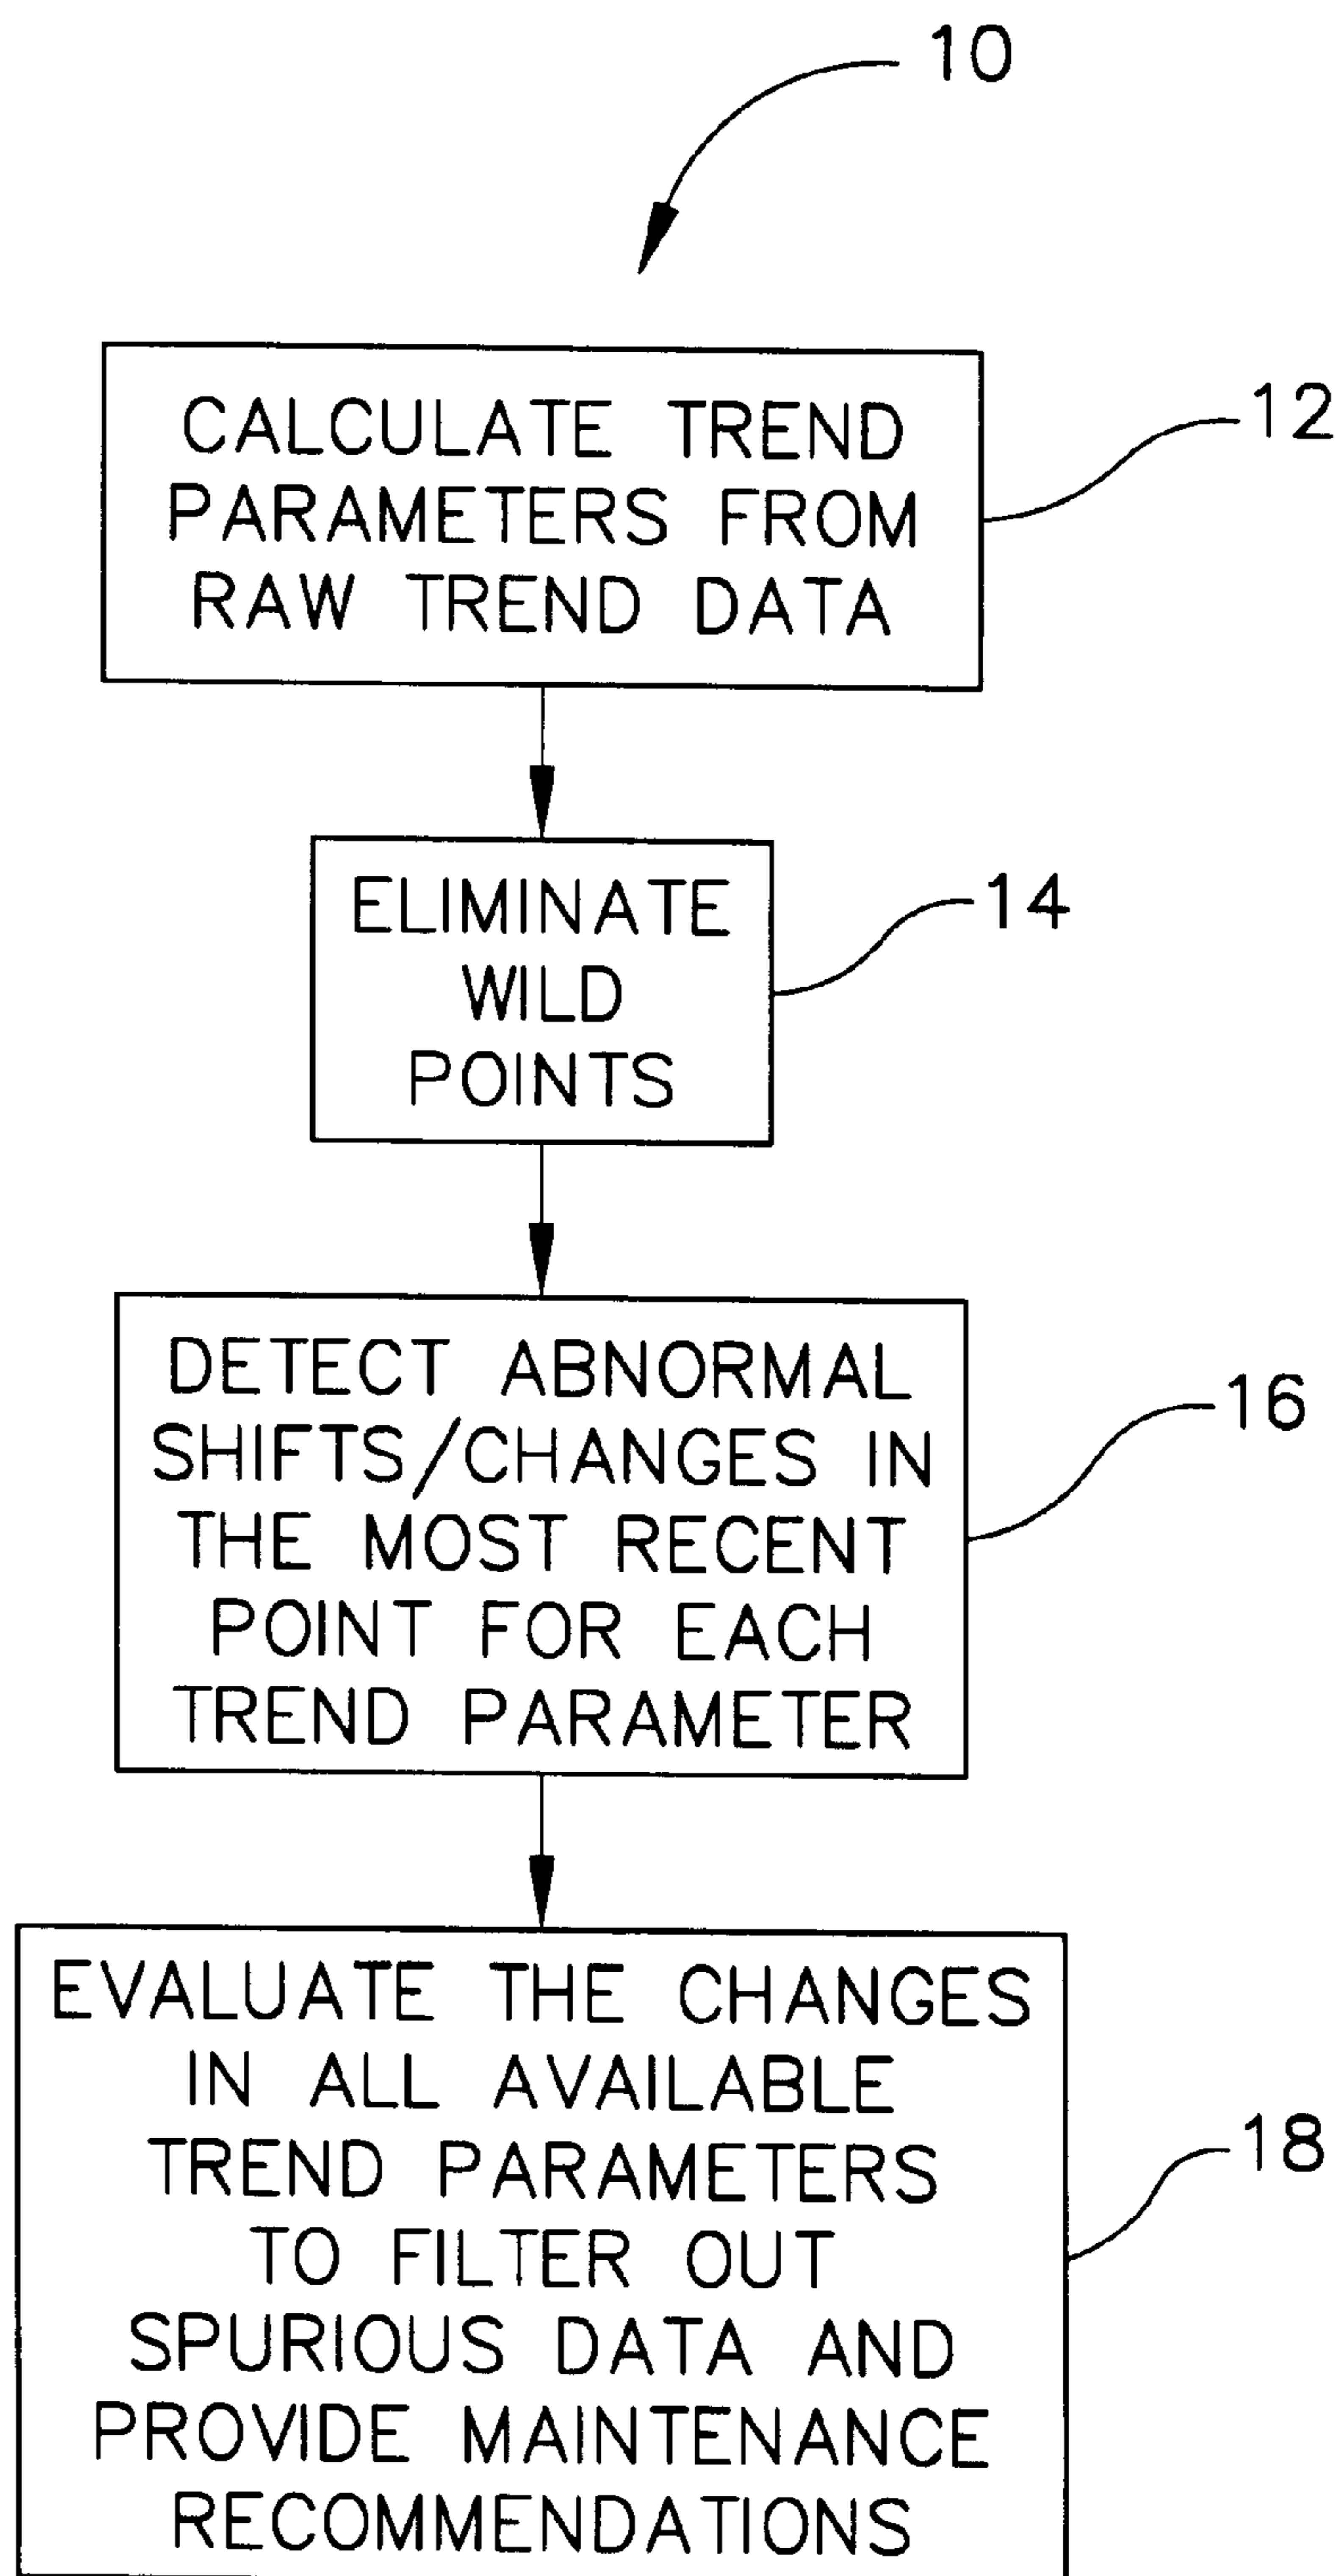 10
CALCULATE TREND
PARAMETERS FROM
RAW TREND DATA
12
ELIMINATE
WILD
POINTS
14
DETECT ABNORMAL
SHIFTS/CHANGES IN
THE MOST RECENT
POINT FOR EACH
TREND PARAMETER
16
EVALUATE THE CHANGES
IN ALL AVAILABLE
TREND PARAMETERS
TO FILTER OUT
SPURIOUS DATA AND
PROVIDE MAINTENANCE
RECOMMENDATIONS
18